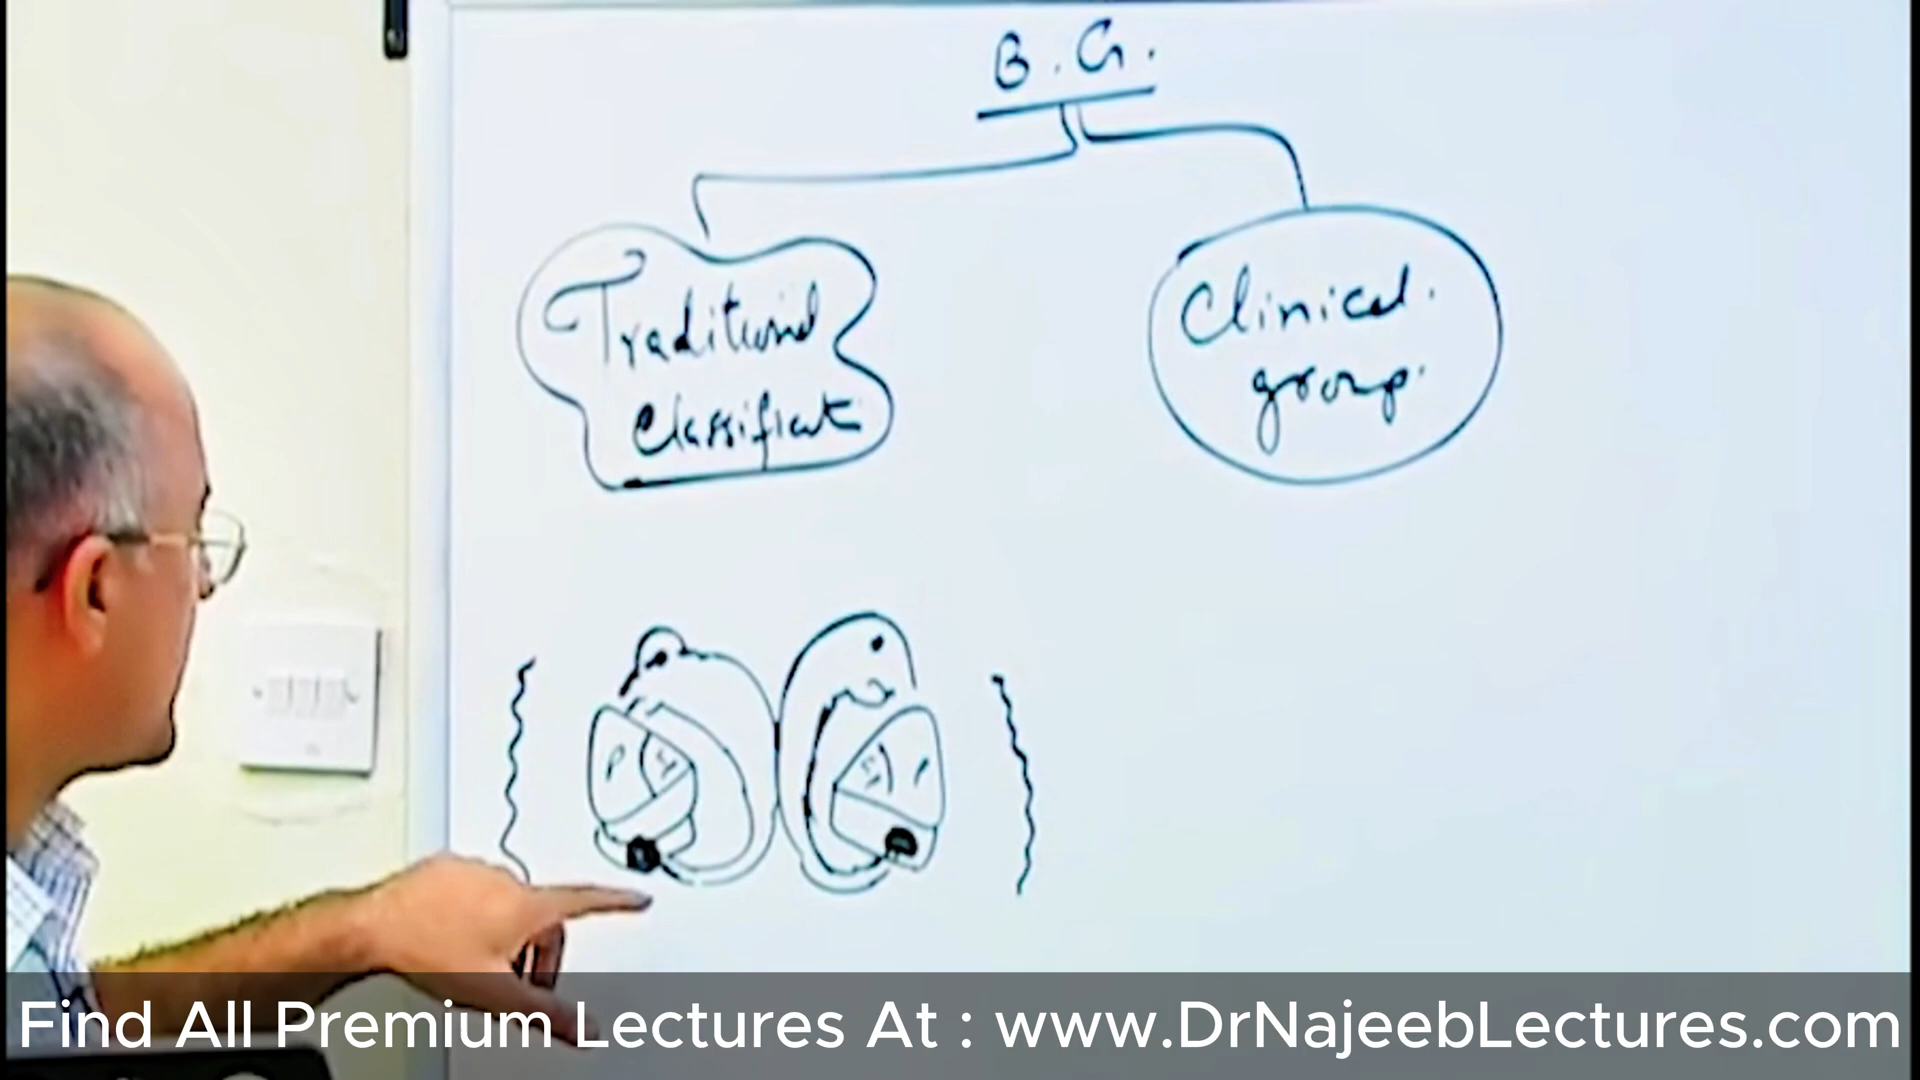 B.G.
Traditional
Classificat
Clinical.
group.
P
P
Find All Premium Lectures At : www.DrNajeebLectures.com